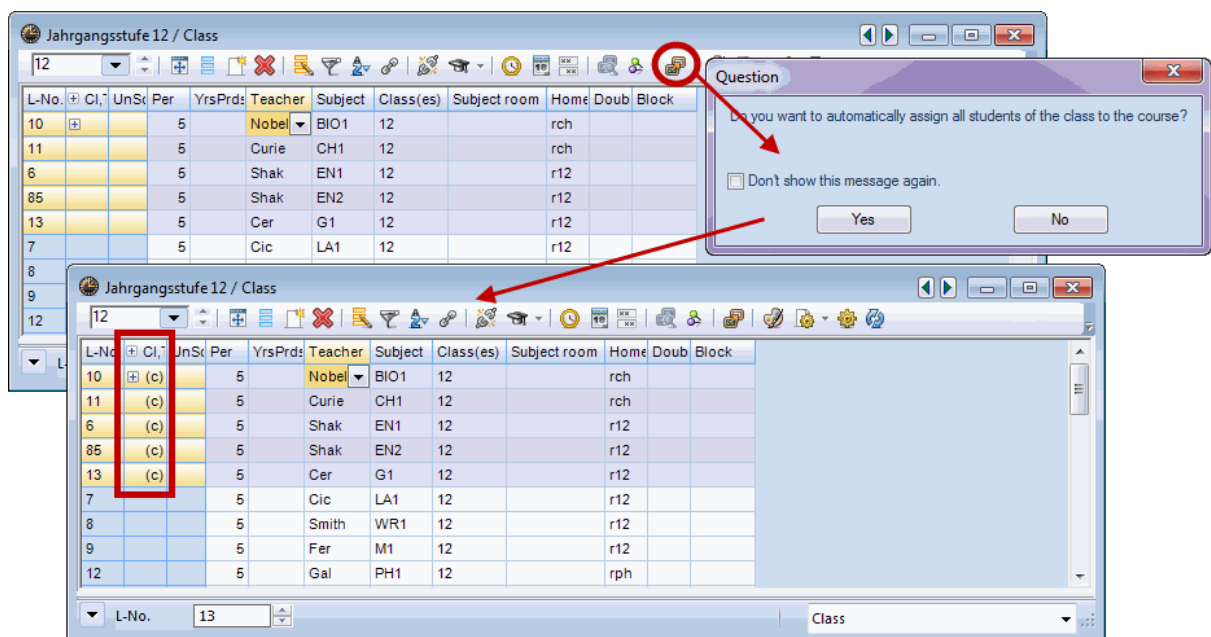 Jahrgangsstufe 12 / Class
12
L-No. Cl,T UnSc Per YrsPrds Teacher Subject Class(es) Subject room Home Doub Block
10 5 Nobel BIO1 12 rch
11 5 Curie CH1 12 rch
6 5 Shak EN1 12 r12
85 5 Shak EN2 12 r12
13 5 Cer G1 12 r12
7 5 Cic LA1 12 r12
8
9
12
Question
Do you want to automatically assign all students of the class to the course?
Don't show this message again.
Yes No
Jahrgangsstufe 12 / Class
12
L-No Cl,T UnSc Per YrsPrds Teacher Subject Class(es) Subject room Home Doub Block
10 (c) 5 Nobel BIO1 12 rch
11 (c) 5 Curie CH1 12 rch
6 (c) 5 Shak EN1 12 r12
85 (c) 5 Shak EN2 12 r12
13 (c) 5 Cer G1 12 r12
7 5 Cic LA1 12 r12
8 5 Smith WR1 12 r12
9 5 Fer M1 12 r12
12 5 Gal PH1 12 rph
L-No. 13 Class